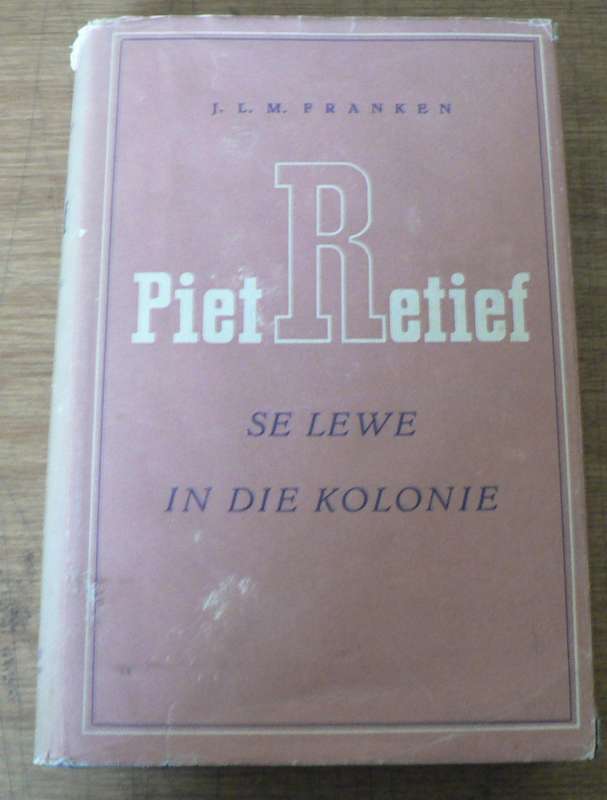 J. L. M. FRANKEN
Piet Retief
SE LEWE
IN DIE KOLONIE